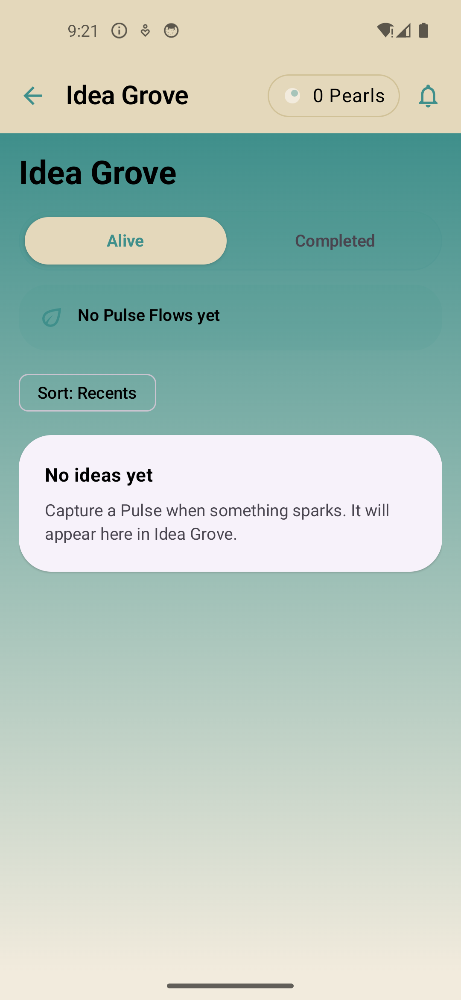 9:21
Idea Grove
0 Pearls
Idea Grove
Alive
Completed
No Pulse Flows yet
Sort: Recents
No ideas yet
Capture a Pulse when something sparks. It will
appear here in Idea Grove.